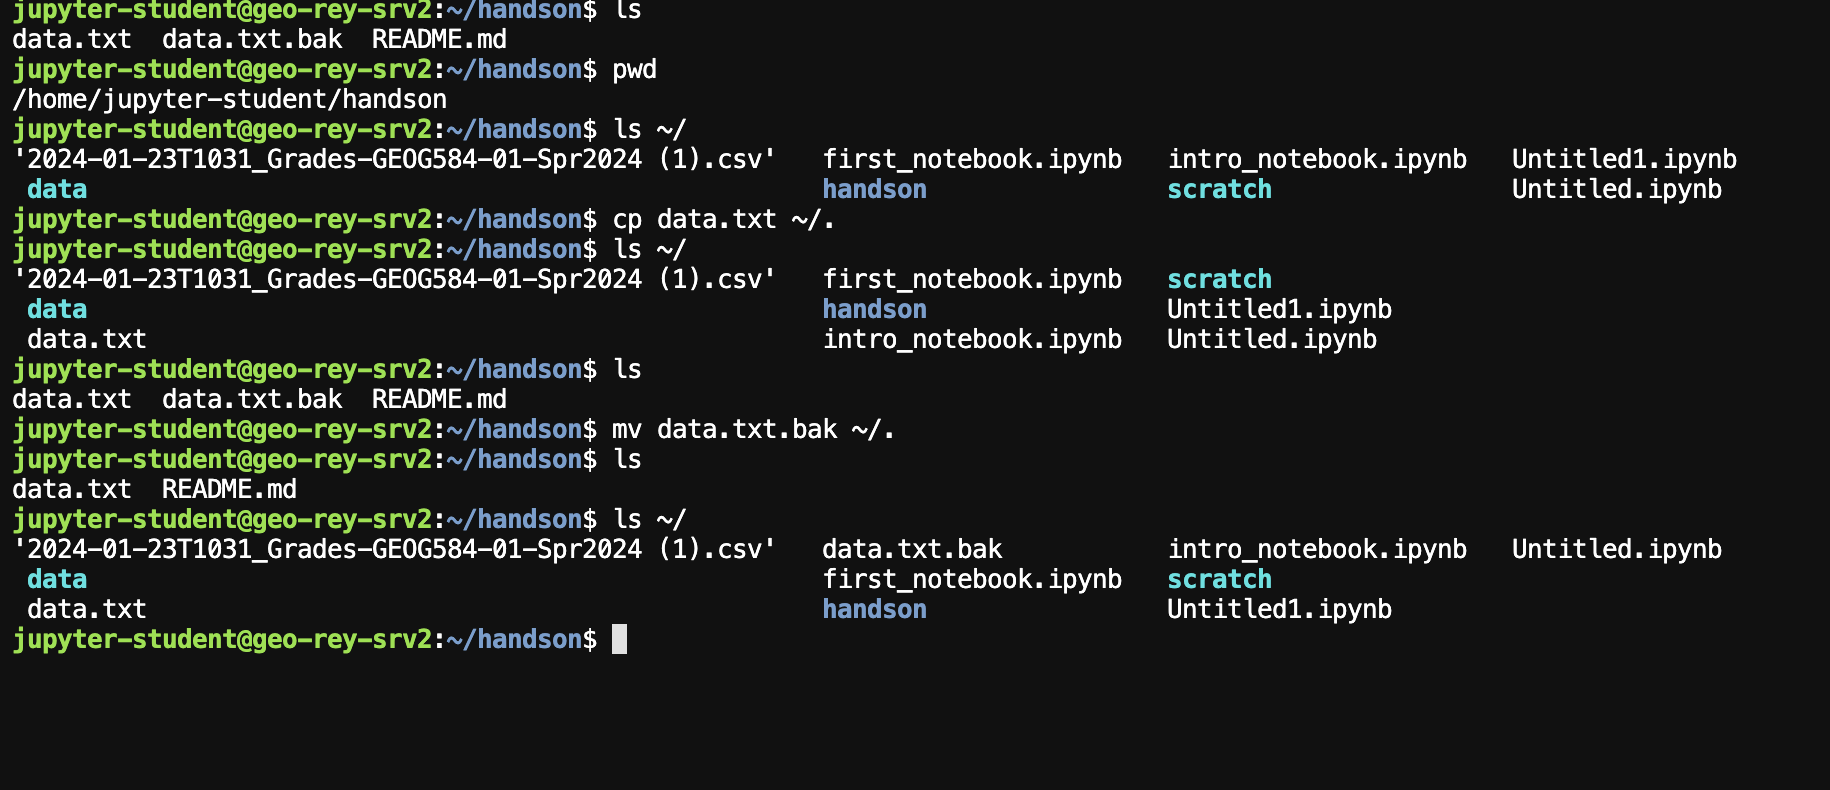 jupyter-student@geo-rey-srv2:~/handson$ ls
data.txt  data.txt.bak  README.md
jupyter-student@geo-rey-srv2:~/handson$ pwd
/home/jupyter-student/handson
jupyter-student@geo-rey-srv2:~/handson$ ls ~/
'2024-01-23T1031_Grades-GEOG584-01-Spr2024 (1).csv'   first_notebook.ipynb   intro_notebook.ipynb   Untitled1.ipynb
 data                                                 handson                scratch                Untitled.ipynb
jupyter-student@geo-rey-srv2:~/handson$ cp data.txt ~/.
jupyter-student@geo-rey-srv2:~/handson$ ls ~/
'2024-01-23T1031_Grades-GEOG584-01-Spr2024 (1).csv'   first_notebook.ipynb   scratch
 data                                                 handson                Untitled1.ipynb
 data.txt                                             intro_notebook.ipynb   Untitled.ipynb
jupyter-student@geo-rey-srv2:~/handson$ ls
data.txt  data.txt.bak  README.md
jupyter-student@geo-rey-srv2:~/handson$ mv data.txt.bak ~/.
jupyter-student@geo-rey-srv2:~/handson$ ls
data.txt  README.md
jupyter-student@geo-rey-srv2:~/handson$ ls ~/
'2024-01-23T1031_Grades-GEOG584-01-Spr2024 (1).csv'   data.txt.bak           intro_notebook.ipynb   Untitled.ipynb
 data                                                 first_notebook.ipynb   scratch
 data.txt                                             handson                Untitled1.ipynb
jupyter-student@geo-rey-srv2:~/handson$